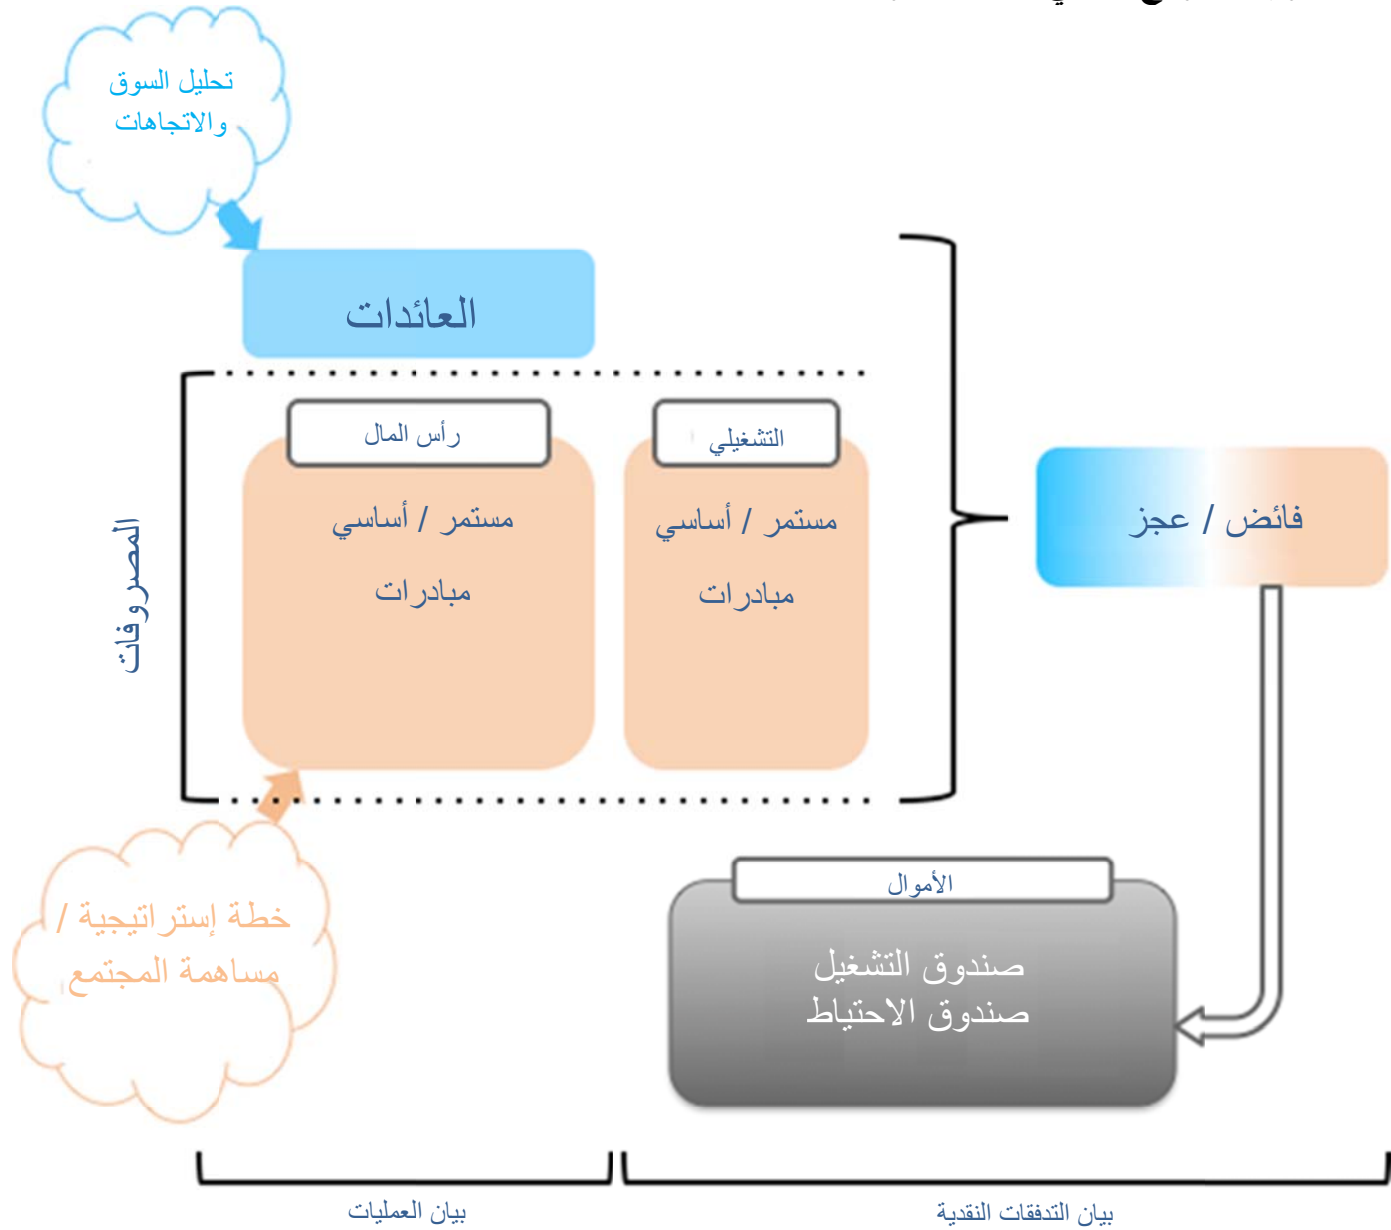 تحليل السوق
والاتجاهات
العائدات
رأس المال
التشغيلي
مستمر / أساسي
مبادرات
مستمر / أساسي
مبادرات
المصروفات
فائض / عجز
خطة إستراتيجية /
مساهمة المجتمع
الأموال
صندوق التشغيل
صندوق الاحتياط
بيان العمليات
بيان التدفقات النقدية